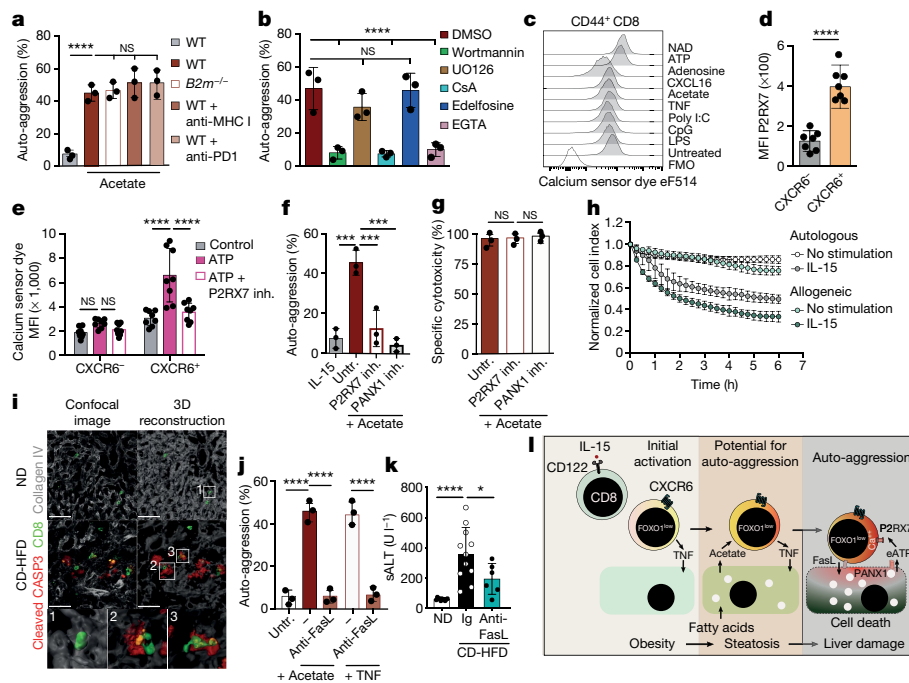 a
Auto-aggression (%)
80
60
40
20
0
****
NS
Acetate
WT
WT
B2m–/–
WT +
anti-MHC I
WT +
anti-PD1
b
Auto-aggression (%)
80
60
40
20
0
****
NS
DMSO
Wortmannin
UO126
CsA
Edelfosine
EGTA
c
CD44+ CD8
NAD
ATP
Adenosine
CXCL16
Acetate
TNF
Poly I:C
CpG
LPS
Untreated
FMO
Calcium sensor dye eF514
d
MFI P2RX7 (×100)
6
4
2
0
****
CXCR6–
CXCR6+
e
Calcium sensor dye
MFI (× 1,000)
10
8
6
4
2
0
NS NS
**** ****
CXCR6–
CXCR6+
Control
ATP
ATP +
P2RX7 inh.
f
Auto-aggression (%)
80
60
40
20
0
***
*** ***
IL-15
Untr.
P2RX7 inh.
PANX1 inh.
+ Acetate
g
Specific cytotoxicity (%)
100
75
50
25
0
NS NS
Untr.
P2RX7 inh.
PANX1 inh.
+ Acetate
h
Normalized cell index
1.0
0.8
0.6
0.4
0.2
0
0 1 2 3 4 5 6 7
Time (h)
Autologous
No stimulation
IL-15
Allogeneic
No stimulation
IL-15
i
Confocal
image
3D
reconstruction
ND
CD-HFD
Cleaved CASP3 CD8 Collagen IV
1
3
2
1
2
3
j
Auto-aggression (%)
60
40
20
0
**** ****
****
Untr.
–
Anti-FasL
–
Anti-FasL
+ Acetate
+ TNF
k
sALT (U l–1)
800
600
400
200
0
**** *
ND
Ig
Anti-
FasL
CD-HFD
l
IL-15
CD122
CD8
Initial
activation
CXCR6
FOXO1low
TNF
Potential for
auto-aggression
FOXO1low
Acetate
TNF
Fatty acids
Auto-aggression
FOXO1low
Ca2+
P2RX7
FasL
eATP
PANX1
Cell death
Obesity
Steatosis
Liver damage